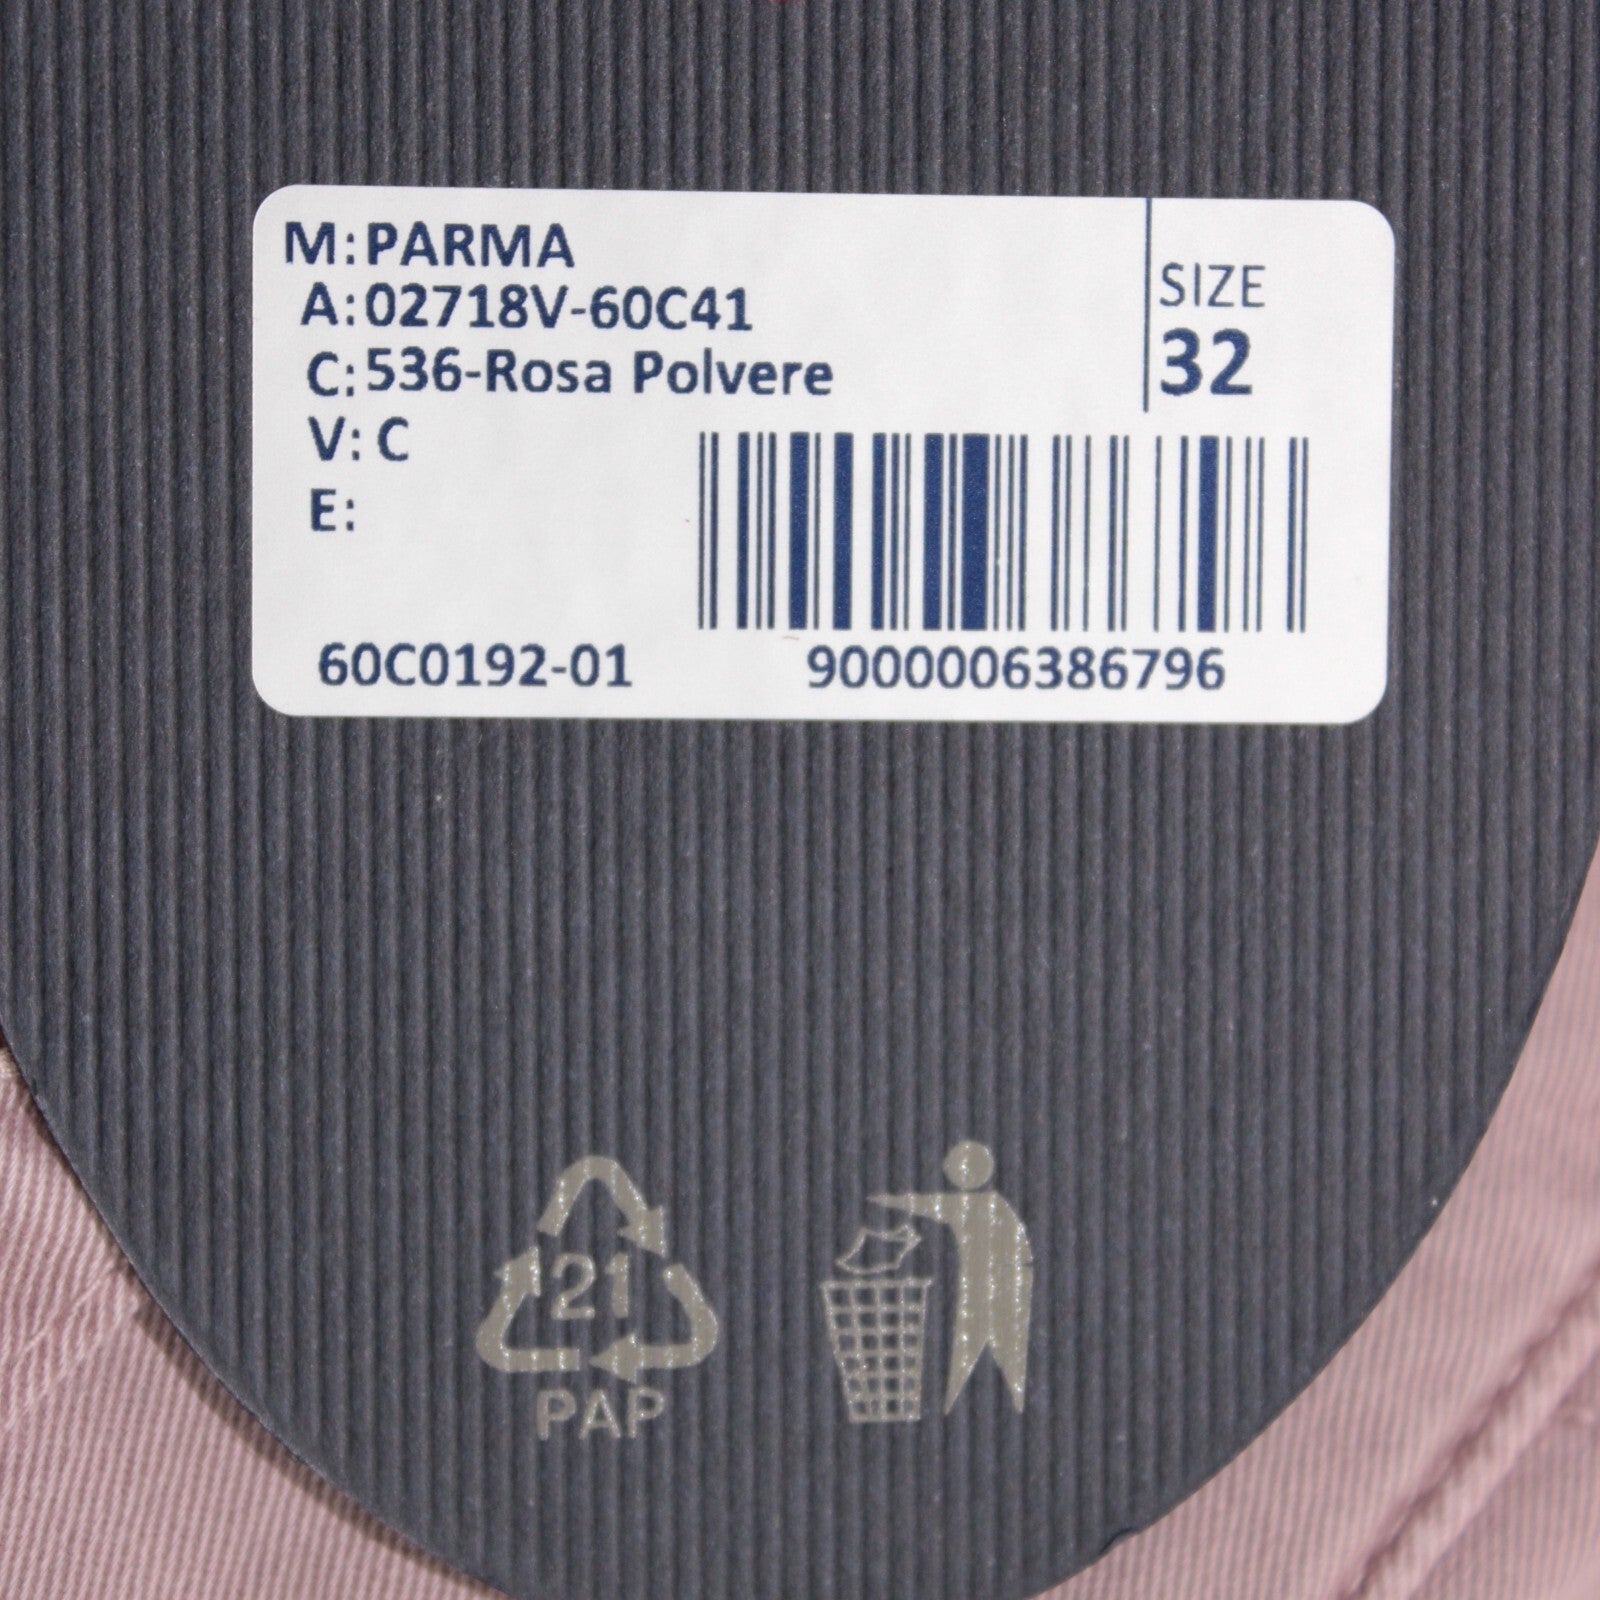 M: PARMA
A: 02718V-60C41
C: 536-Rosa Polvere
V: C
E:
SIZE
32
60C0192-01
9000006386796
21
PAP